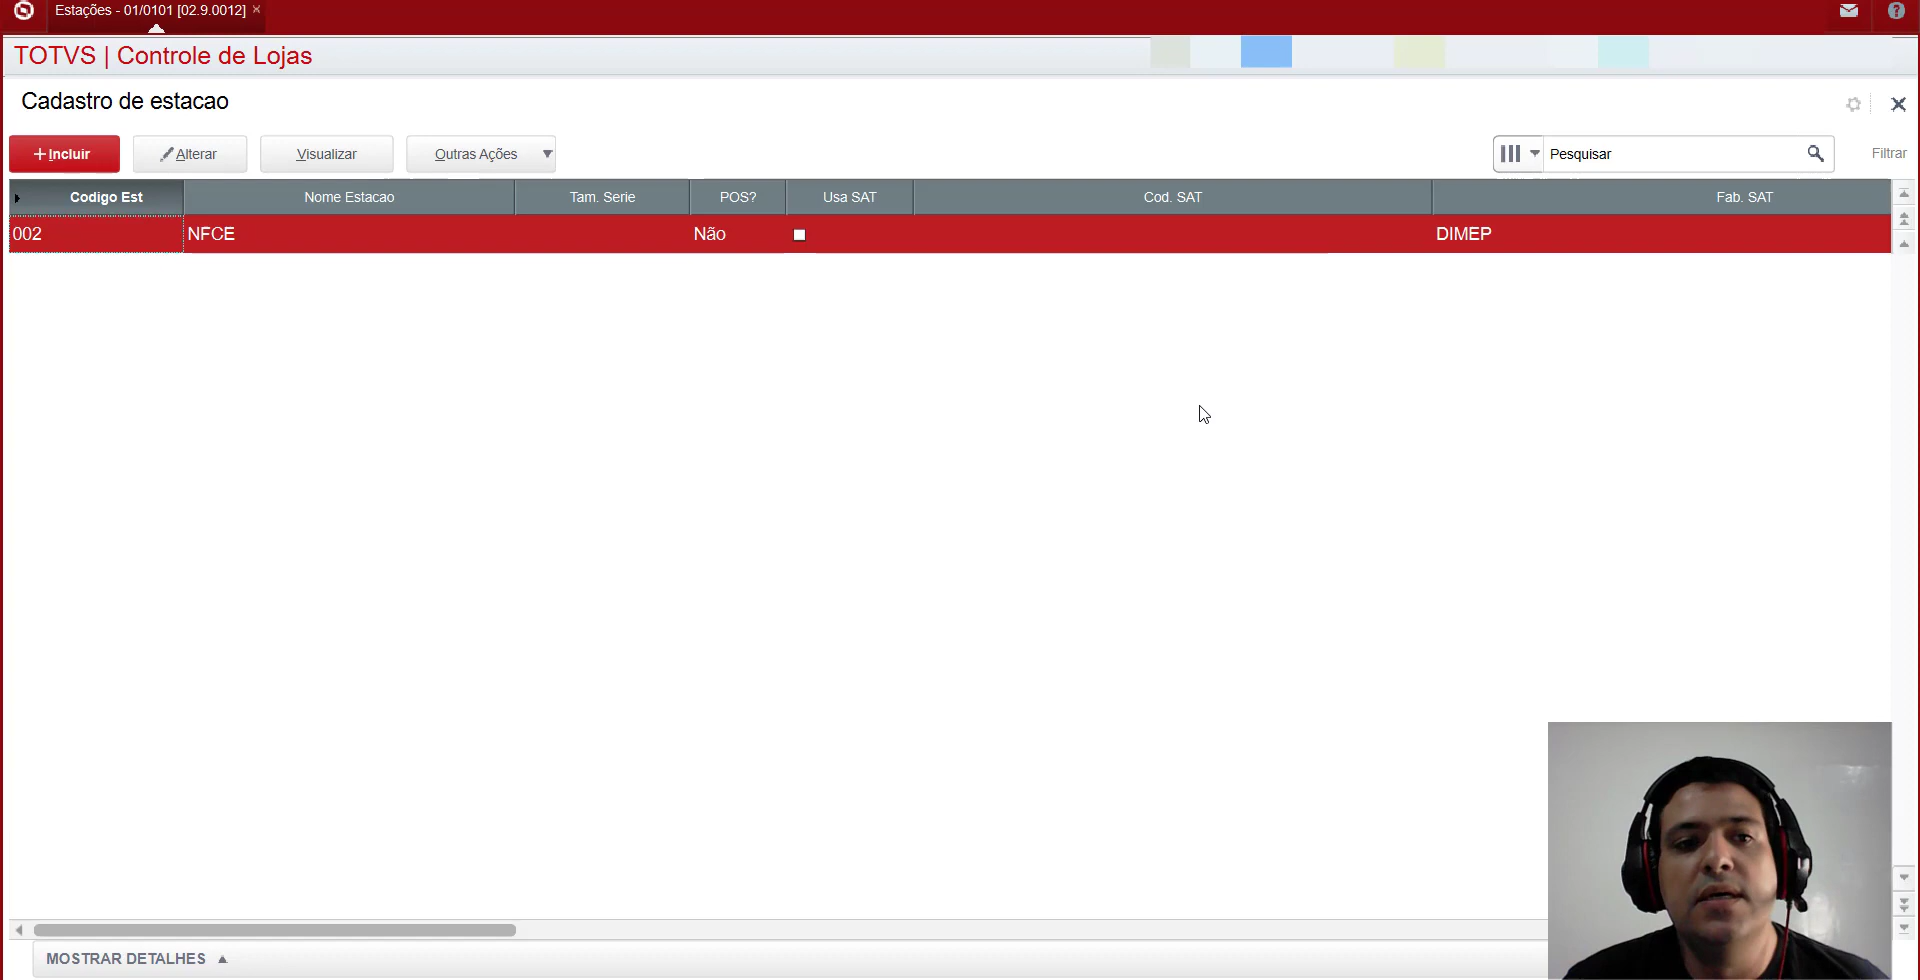 Estações - 01/0101 [02.9.0012] ×
TOTVS | Controle de Lojas
Cadastro de estacao
+ Incluir
Alterar
Visualizar
Outras Ações
Pesquisar
Filtrar
Codigo Est
Nome Estacao
Tam. Serie
POS?
Usa SAT
Cod. SAT
Fab. SAT
002
NFCE
Não
DIMEP
MOSTRAR DETALHES